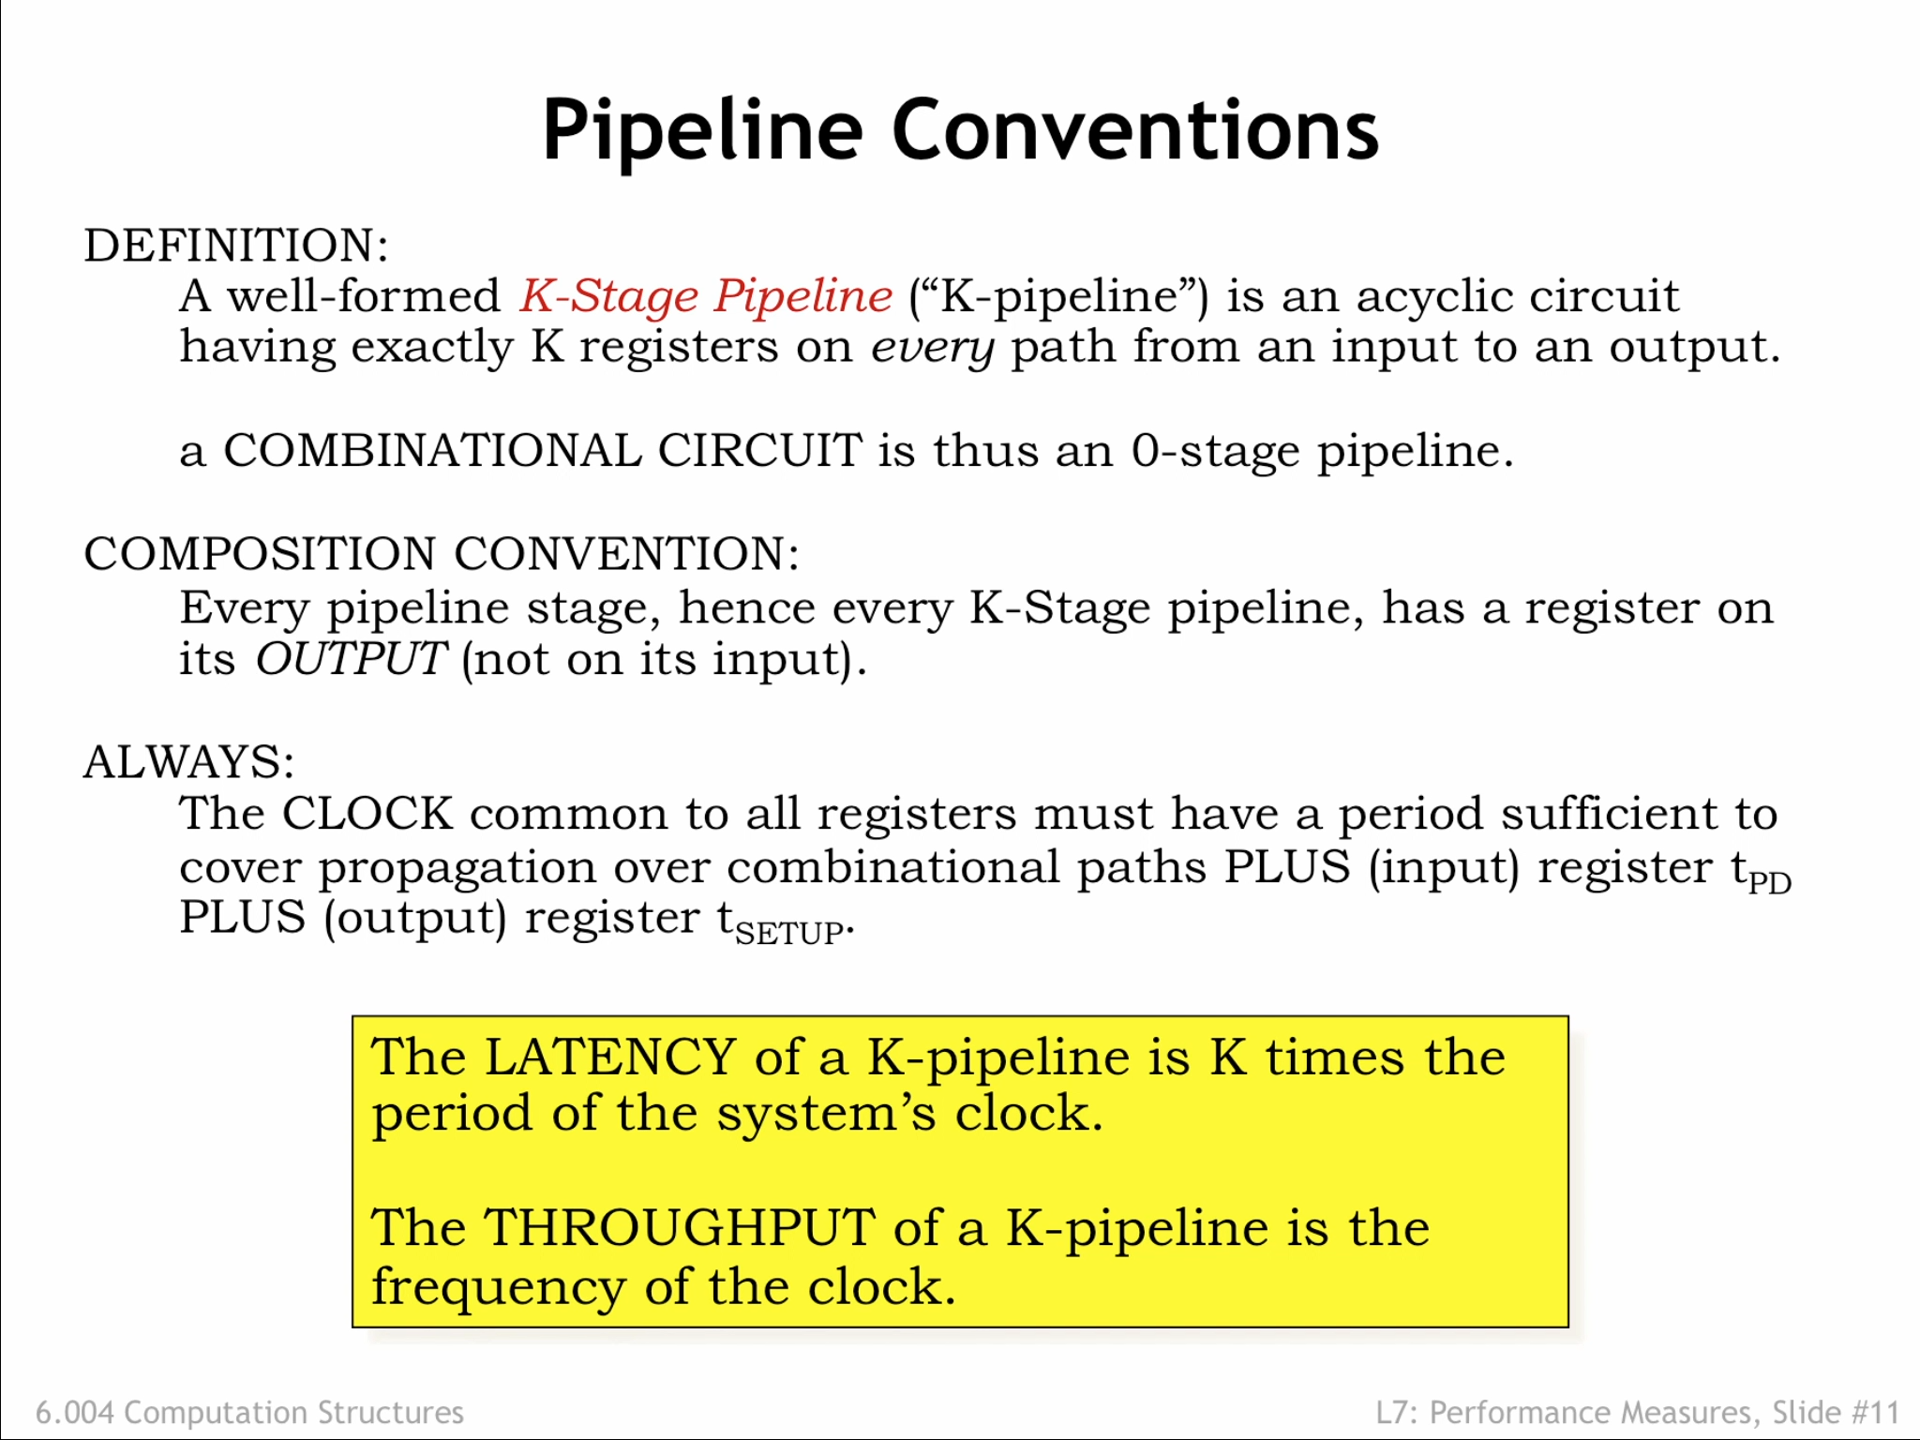 Pipeline Conventions
DEFINITION:
A well-formed K-Stage Pipeline (“K-pipeline”) is an acyclic circuit
having exactly K registers on every path from an input to an output.
a COMBINATIONAL CIRCUIT is thus an 0-stage pipeline.
COMPOSITION CONVENTION:
Every pipeline stage, hence every K-Stage pipeline, has a register on
its OUTPUT (not on its input).
ALWAYS:
The CLOCK common to all registers must have a period sufficient to
cover propagation over combinational paths PLUS (input) register tPD
PLUS (output) register tSETUP.
The LATENCY of a K-pipeline is K times the
period of the system’s clock.
The THROUGHPUT of a K-pipeline is the
frequency of the clock.
6.004 Computation Structures
L7: Performance Measures, Slide #11